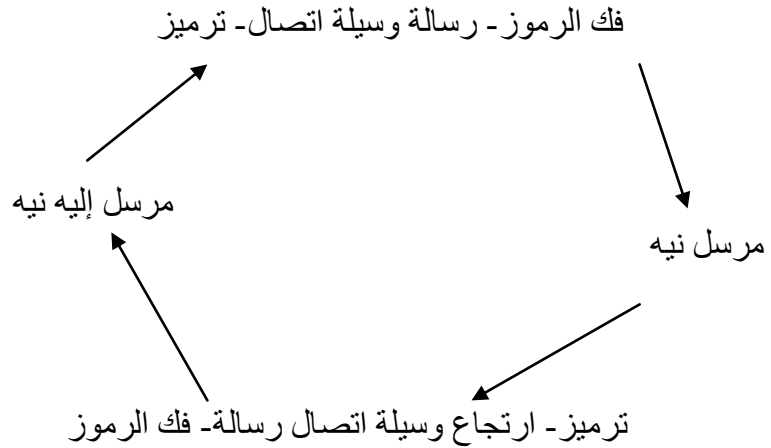 فك الرموز- رسالة وسيلة اتصال- ترميز
مرسل إليه نيه
مرسل نيه
ترميز- ارتجاع وسيلة اتصال رسالة- فك الرموز